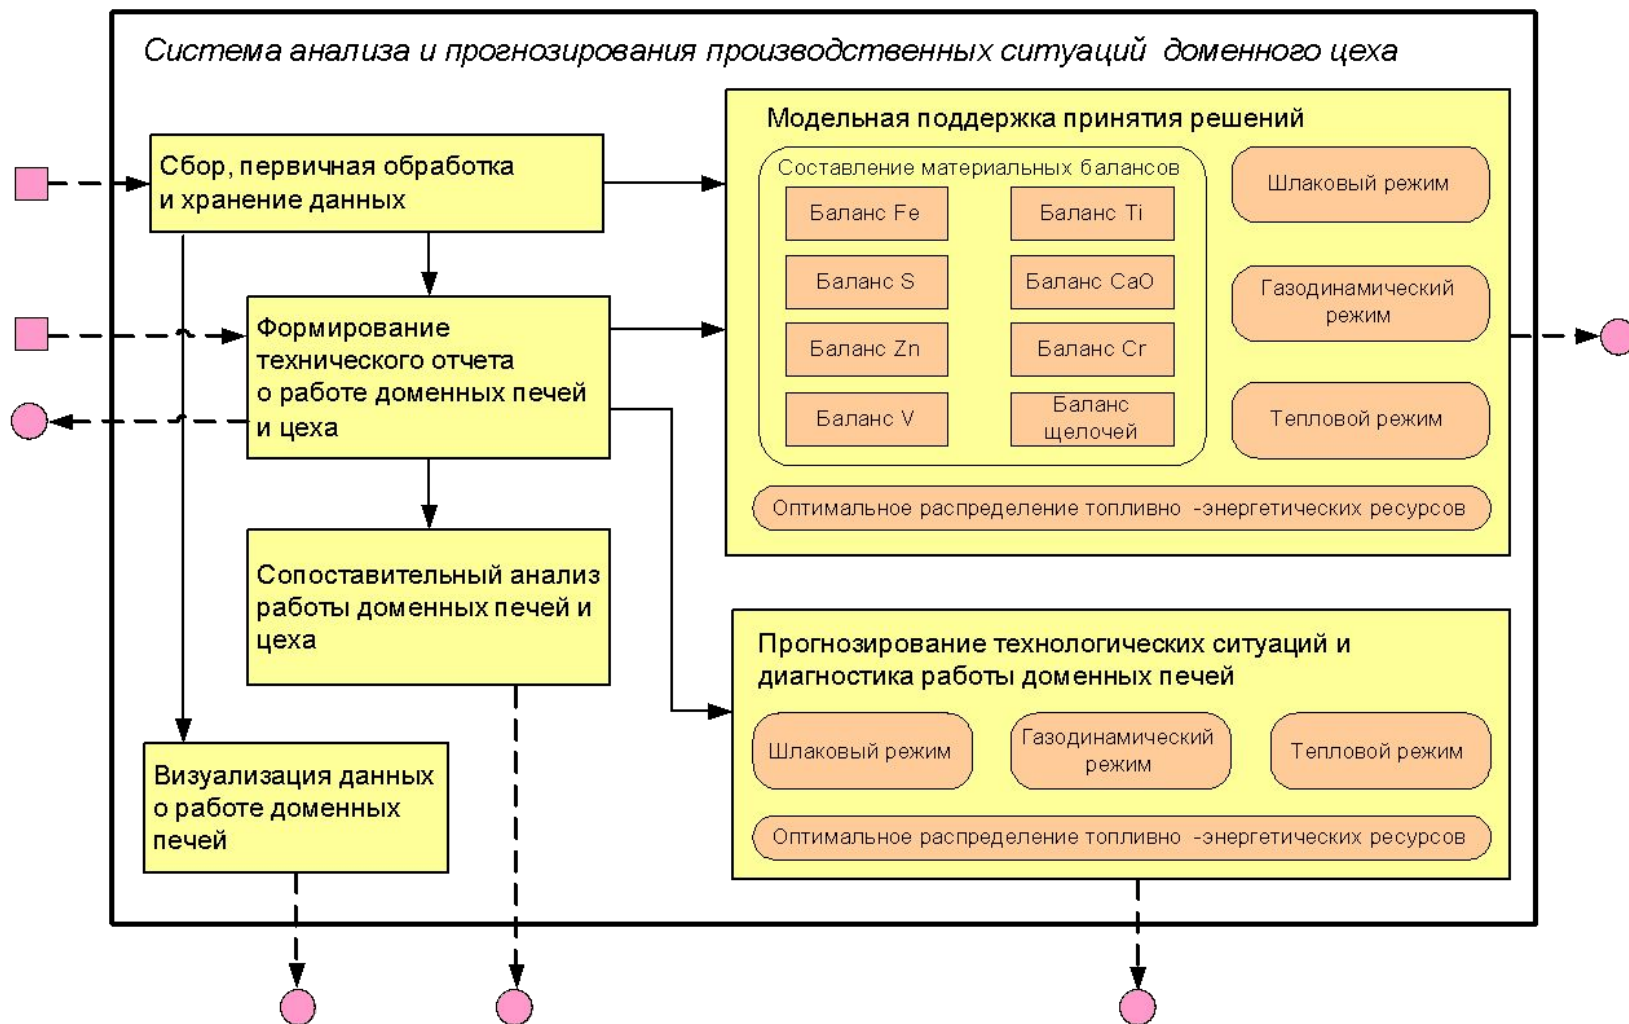 Система анализа и прогнозирования производственных ситуаций доменного цеха
Сбор, первичная обработка
и хранение данных
Формирование
технического отчета
о работе доменных печей
и цеха
Сопоставительный анализ
работы доменных печей и
цеха
Визуализация данных
о работе доменных
печей
Модельная поддержка принятия решений
Составление материальных балансов
Баланс Fe
Баланс Ti
Баланс S
Баланс CaO
Баланс Zn
Баланс Cr
Баланс V
Баланс
щелочей
Шлаковый режим
Газодинамический
режим
Тепловой режим
Оптимальное распределение топливно -энергетических ресурсов
Прогнозирование технологических ситуаций и
диагностика работы доменных печей
Шлаковый режим
Газодинамический
режим
Тепловой режим
Оптимальное распределение топливно -энергетических ресурсов